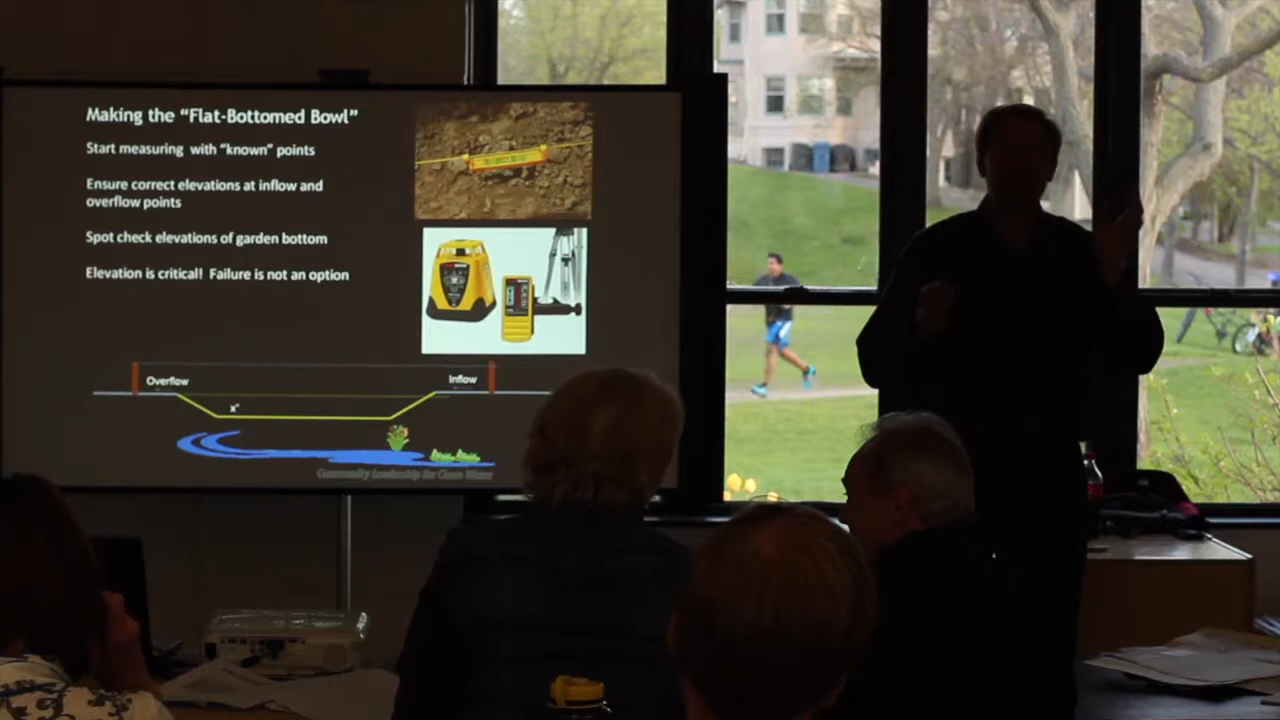 Making the “Flat-Bottomed Bowl”
Start measuring with “known” points
Ensure correct elevations at inflow and
overflow points
Spot check elevations of garden bottom
Elevation is critical! Failure is not an option
Overflow
Inflow
x"
Community Leadership for Clean Water